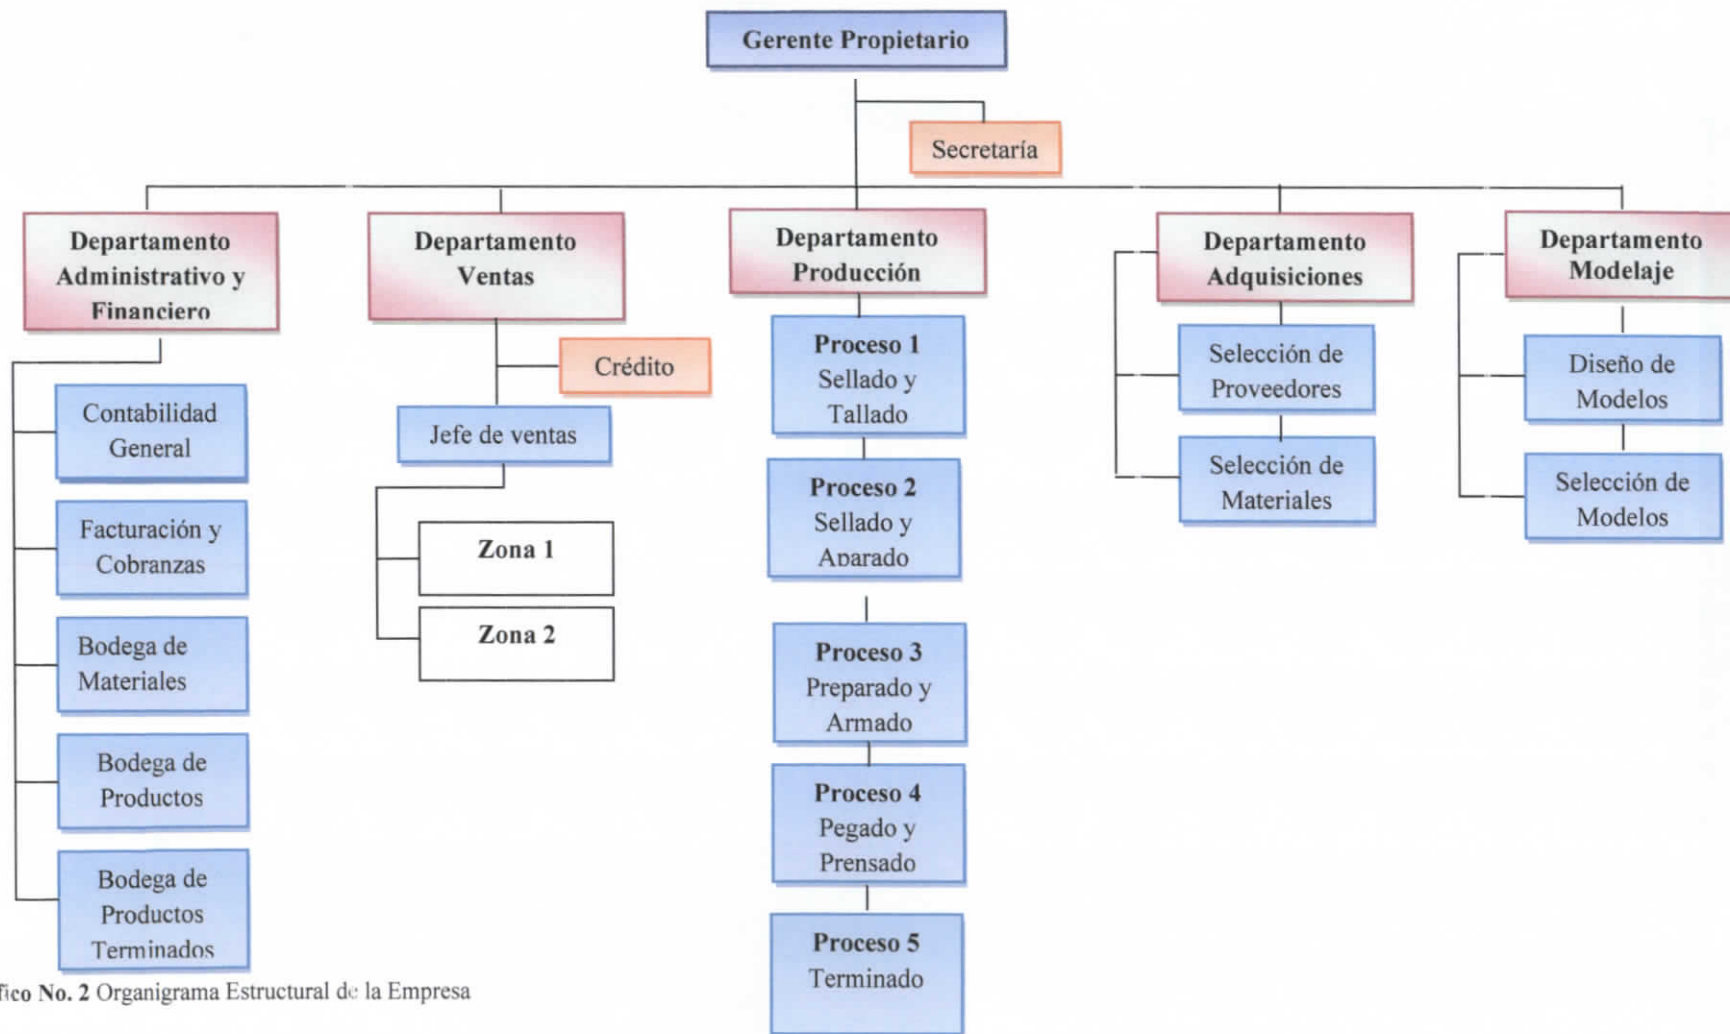 Gerente Propietario
Secretaría
Departamento
Administrativo y
Financiero
Contabilidad
General
Facturación y
Cobranzas
Bodega de
Materiales
Bodega de
Productos
Bodega de
Productos
Terminados
Departamento
Ventas
Crédito
Jefe de ventas
Zona 1
Zona 2
Departamento
Producción
Proceso 1
Sellado y
Tallado
Proceso 2
Sellado y
Aparado
Proceso 3
Preparado y
Armado
Proceso 4
Pegado y
Prensado
Proceso 5
Terminado
Departamento
Adquisiciones
Selección de
Proveedores
Selección de
Materiales
Departamento
Modelaje
Diseño de
Modelos
Selección de
Modelos
fico No. 2 Organigrama Estructural de la Empresa